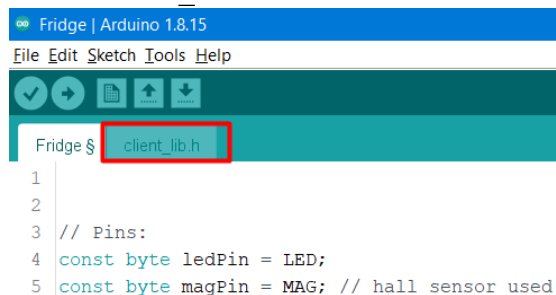 Fridge | Arduino 1.8.15
File Edit Sketch Tools Help
Fridge § client_lib.h
1
2
3 // Pins:
4 const byte ledPin = LED;
5 const byte magPin = MAG; // hall sensor used